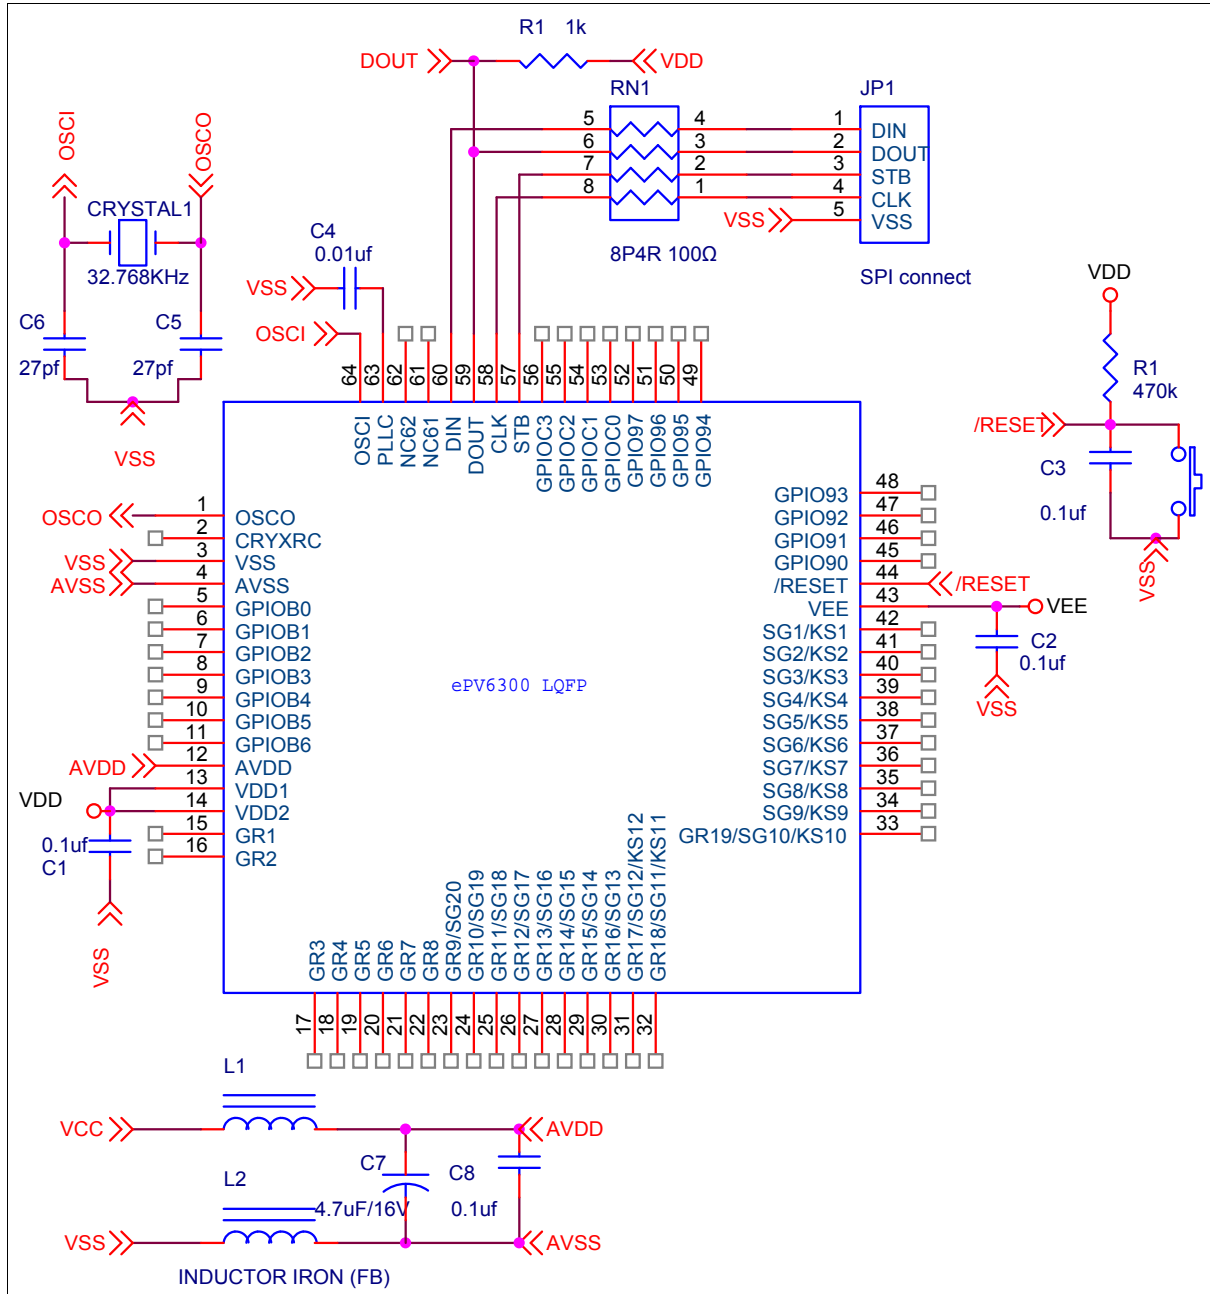 R1 1k
DOUT
VDD
RN1
JP1
5 4 1 DIN
6 3 2 DOUT
7 2 3 STB
8 1 4 CLK
VSS 5 VSS
8P4R 100Ω
SPI connect
OSCI
OSCO
CRYSTAL1
32.768KHz
C6
27pf
C5
27pf
VSS
C4
0.01uf
VSS
OSCI
VDD
R1
470k
/RESET
C3
0.1uf
VSS
64 OSCI
63 PLLC
62 NC62
61 NC61
60 DIN
59 DOUT
58 CLK
57 STB
56 GPIOC3
55 GPIOC2
54 GPIOC1
53 GPIOC0
52 GPIO97
51 GPIO96
50 GPIO95
49 GPIO94
OSCO 1 OSCO
2 CRYXRC
VSS 3 VSS
AVSS 4 AVSS
5 GPIOB0
6 GPIOB1
7 GPIOB2
8 GPIOB3
9 GPIOB4
10 GPIOB5
11 GPIOB6
AVDD 12 AVDD
13 VDD1
VDD 14 VDD2
15 GR1
16 GR2
0.1uf
C1
VSS
ePV6300 LQFP
GPIO93 48
GPIO92 47
GPIO91 46
GPIO90 45
/RESET 44 /RESET
VEE 43 VEE
SG1/KS1 42
SG2/KS2 41
SG3/KS3 40
SG4/KS4 39
SG5/KS5 38
SG6/KS6 37
SG7/KS7 36
SG8/KS8 35
SG9/KS9 34
GR19/SG10/KS10 33
C2
0.1uf
VSS
GR3 17
GR4 18
GR5 19
GR6 20
GR7 21
GR8 22
GR9/SG20 23
GR10/SG19 24
GR11/SG18 25
GR12/SG17 26
GR13/SG16 27
GR14/SG15 28
GR15/SG14 29
GR16/SG13 30
GR17/SG12/KS12 31
GR18/SG11/KS11 32
L1
VCC
AVDD
C7
4.7uF/16V
C8
0.1uf
L2
VSS
AVSS
INDUCTOR IRON (FB)